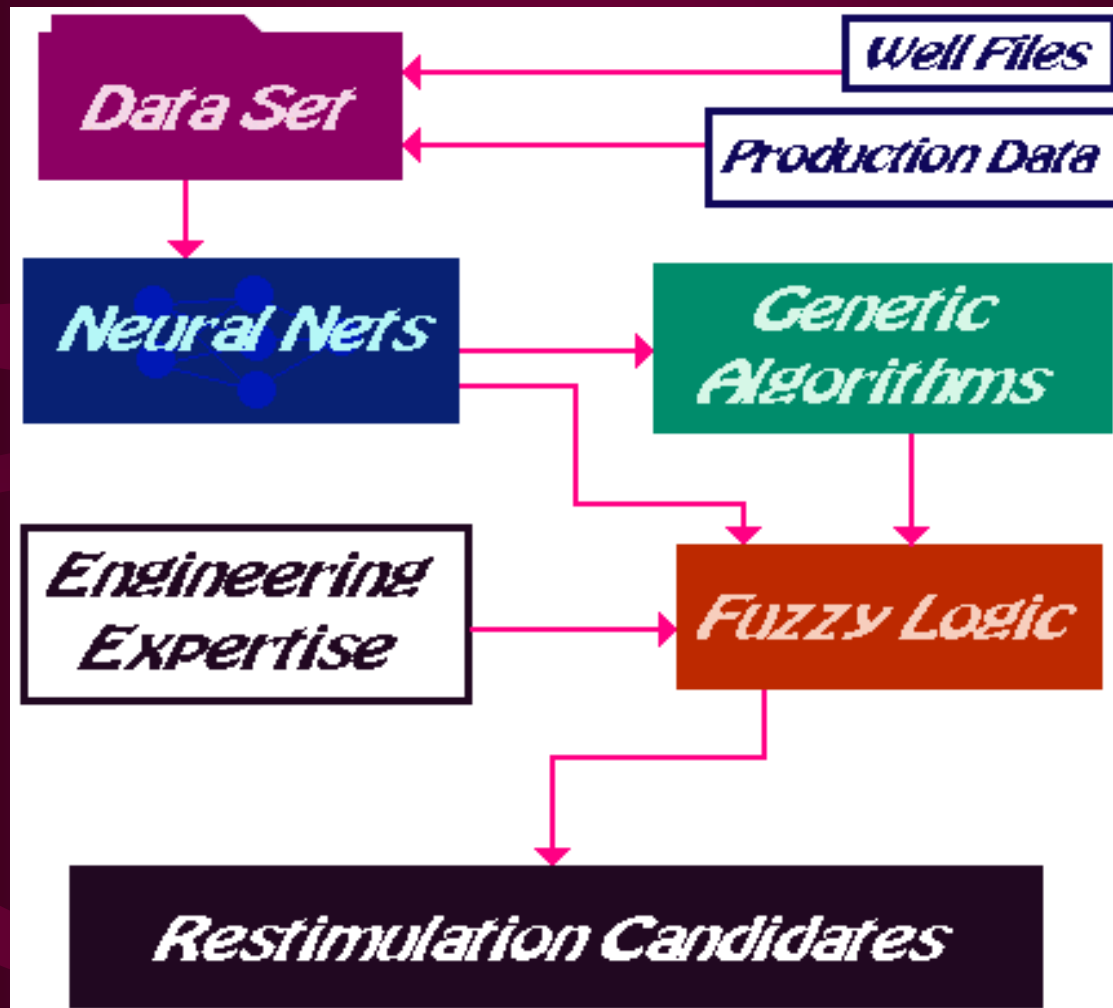 Data Set
Well Files
Production Data
Neural Nets
Genetic
Algorithms
Engineering
Expertise
Fuzzy Logic
Restimulation Candidates